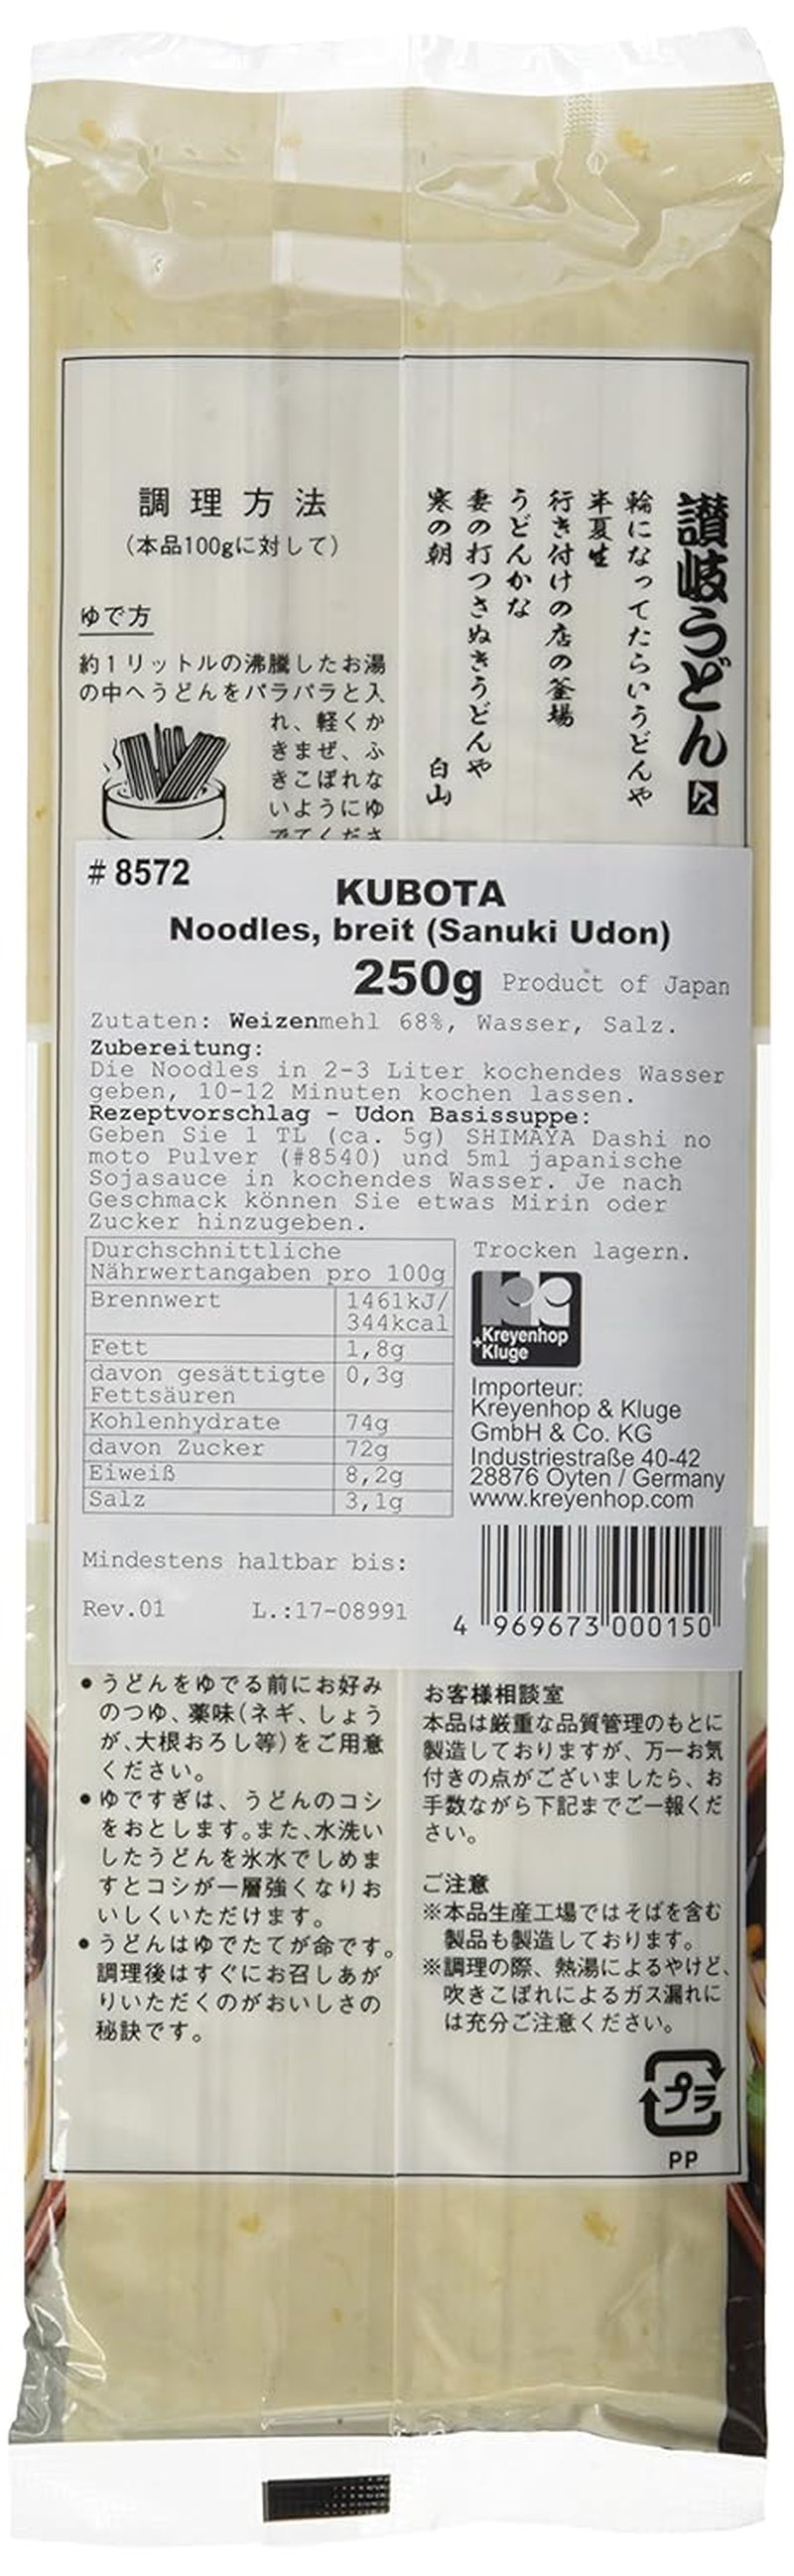 讃岐うどん
久
輪になってたらいうどんや
半夏生
行き付けの店の釜場
うどんかな
妻の打つさぬきうどんや
寒の朝
白山
調理方法
(本品100gに対して)
ゆで方
約1リットルの沸騰したお湯
の中へうどんをバラバラと入
れ、軽くか
きまぜ、ふ
きこぼれな
いようにゆ
でてくださ
# 8572
KUBOTA
Noodles, breit (Sanuki Udon)
250g Product of Japan
Zutaten: Weizenmehl 68%, Wasser, Salz.
Zubereitung:
Die Noodles in 2-3 Liter kochendes Wasser
geben, 10-12 Minuten kochen lassen.
Rezeptvorschlag - Udon Basissuppe:
Geben Sie 1 TL (ca. 5g) SHIMAYA Dashi no
moto Pulver (#8540) und 5ml japanische
Sojasauce in kochendes Wasser. Je nach
Geschmack können Sie etwas Mirin oder
Zucker hinzugeben.
Durchschnittliche
Nährwertangaben pro 100g
Brennwert 1461kJ/
344kcal
Fett 1,8g
davon gesättigte 0,3g
Fettsäuren
Kohlenhydrate 74g
davon Zucker 72g
Eiweiß 8,2g
Salz 3,1g
Trocken lagern.
Kreyenhop
+Kluge
Importeur:
Kreyenhop & Kluge
GmbH & Co. KG
Industriestraße 40-42
28876 Oyten / Germany
www.kreyenhop.com
Mindestens haltbar bis:
Rev.01 L.:17-08991
4 969673 000150
●うどんをゆでる前にお好み
のつゆ、薬味(ネギ、しょう
が、大根おろし等)をご用意
ください。
●ゆですぎは、うどんのコシ
をおとします。また、水洗い
したうどんを氷水でしめま
すとコシが一層強くなりお
いしくいただけます。
●うどんはゆでたてが命です。
調理後はすぐにお召しあが
りいただくのがおいしさの
秘訣です。
お客様相談室
本品は厳重な品質管理のもとに
製造しておりますが、万一お気
付きの点がございましたら、お
手数ながら下記までご一報くだ
さい。
ご注意
※本品生産工場ではそばを含む
製品も製造しております。
※調理の際、熱湯によるやけど、
吹きこぼれによるガス漏れに
は充分ご注意ください。
プラ
PP